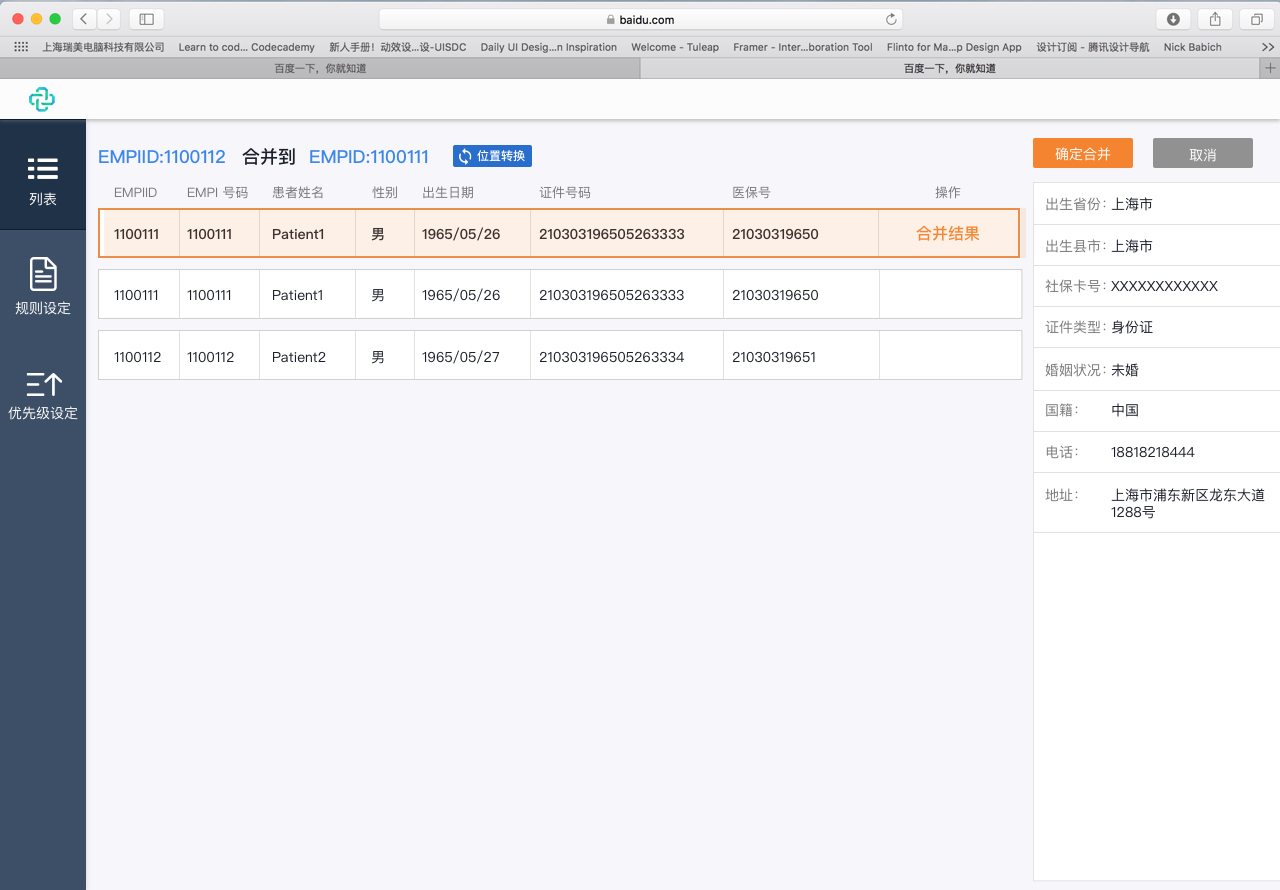 baidu.com
上海瑞美电脑科技有限公司 Learn to cod... Codecademy 新人手册！动效设...设-UISDC Daily UI Desig...n Inspiration Welcome - Tuleap Framer - Inter...boration Tool Flinto for Ma...p Design App 设计订阅 - 腾讯设计导航 Nick Babich
百度一下，你就知道 百度一下，你就知道
列表
规则设定
优先级设定
EMPIID:1100112 合并到 EMPID:1100111 位置转换
EMPIID EMPI 号码 患者姓名 性别 出生日期 证件号码 医保号 操作
1100111 1100111 Patient1 男 1965/05/26 210303196505263333 21030319650 合并结果
1100111 1100111 Patient1 男 1965/05/26 210303196505263333 21030319650
1100112 1100112 Patient2 男 1965/05/27 210303196505263334 21030319651
确定合并 取消
出生省份：上海市
出生县市：上海市
社保卡号：XXXXXXXXXXXX
证件类型：身份证
婚姻状况：未婚
国籍： 中国
电话： 18818218444
地址： 上海市浦东新区龙东大道
1288号